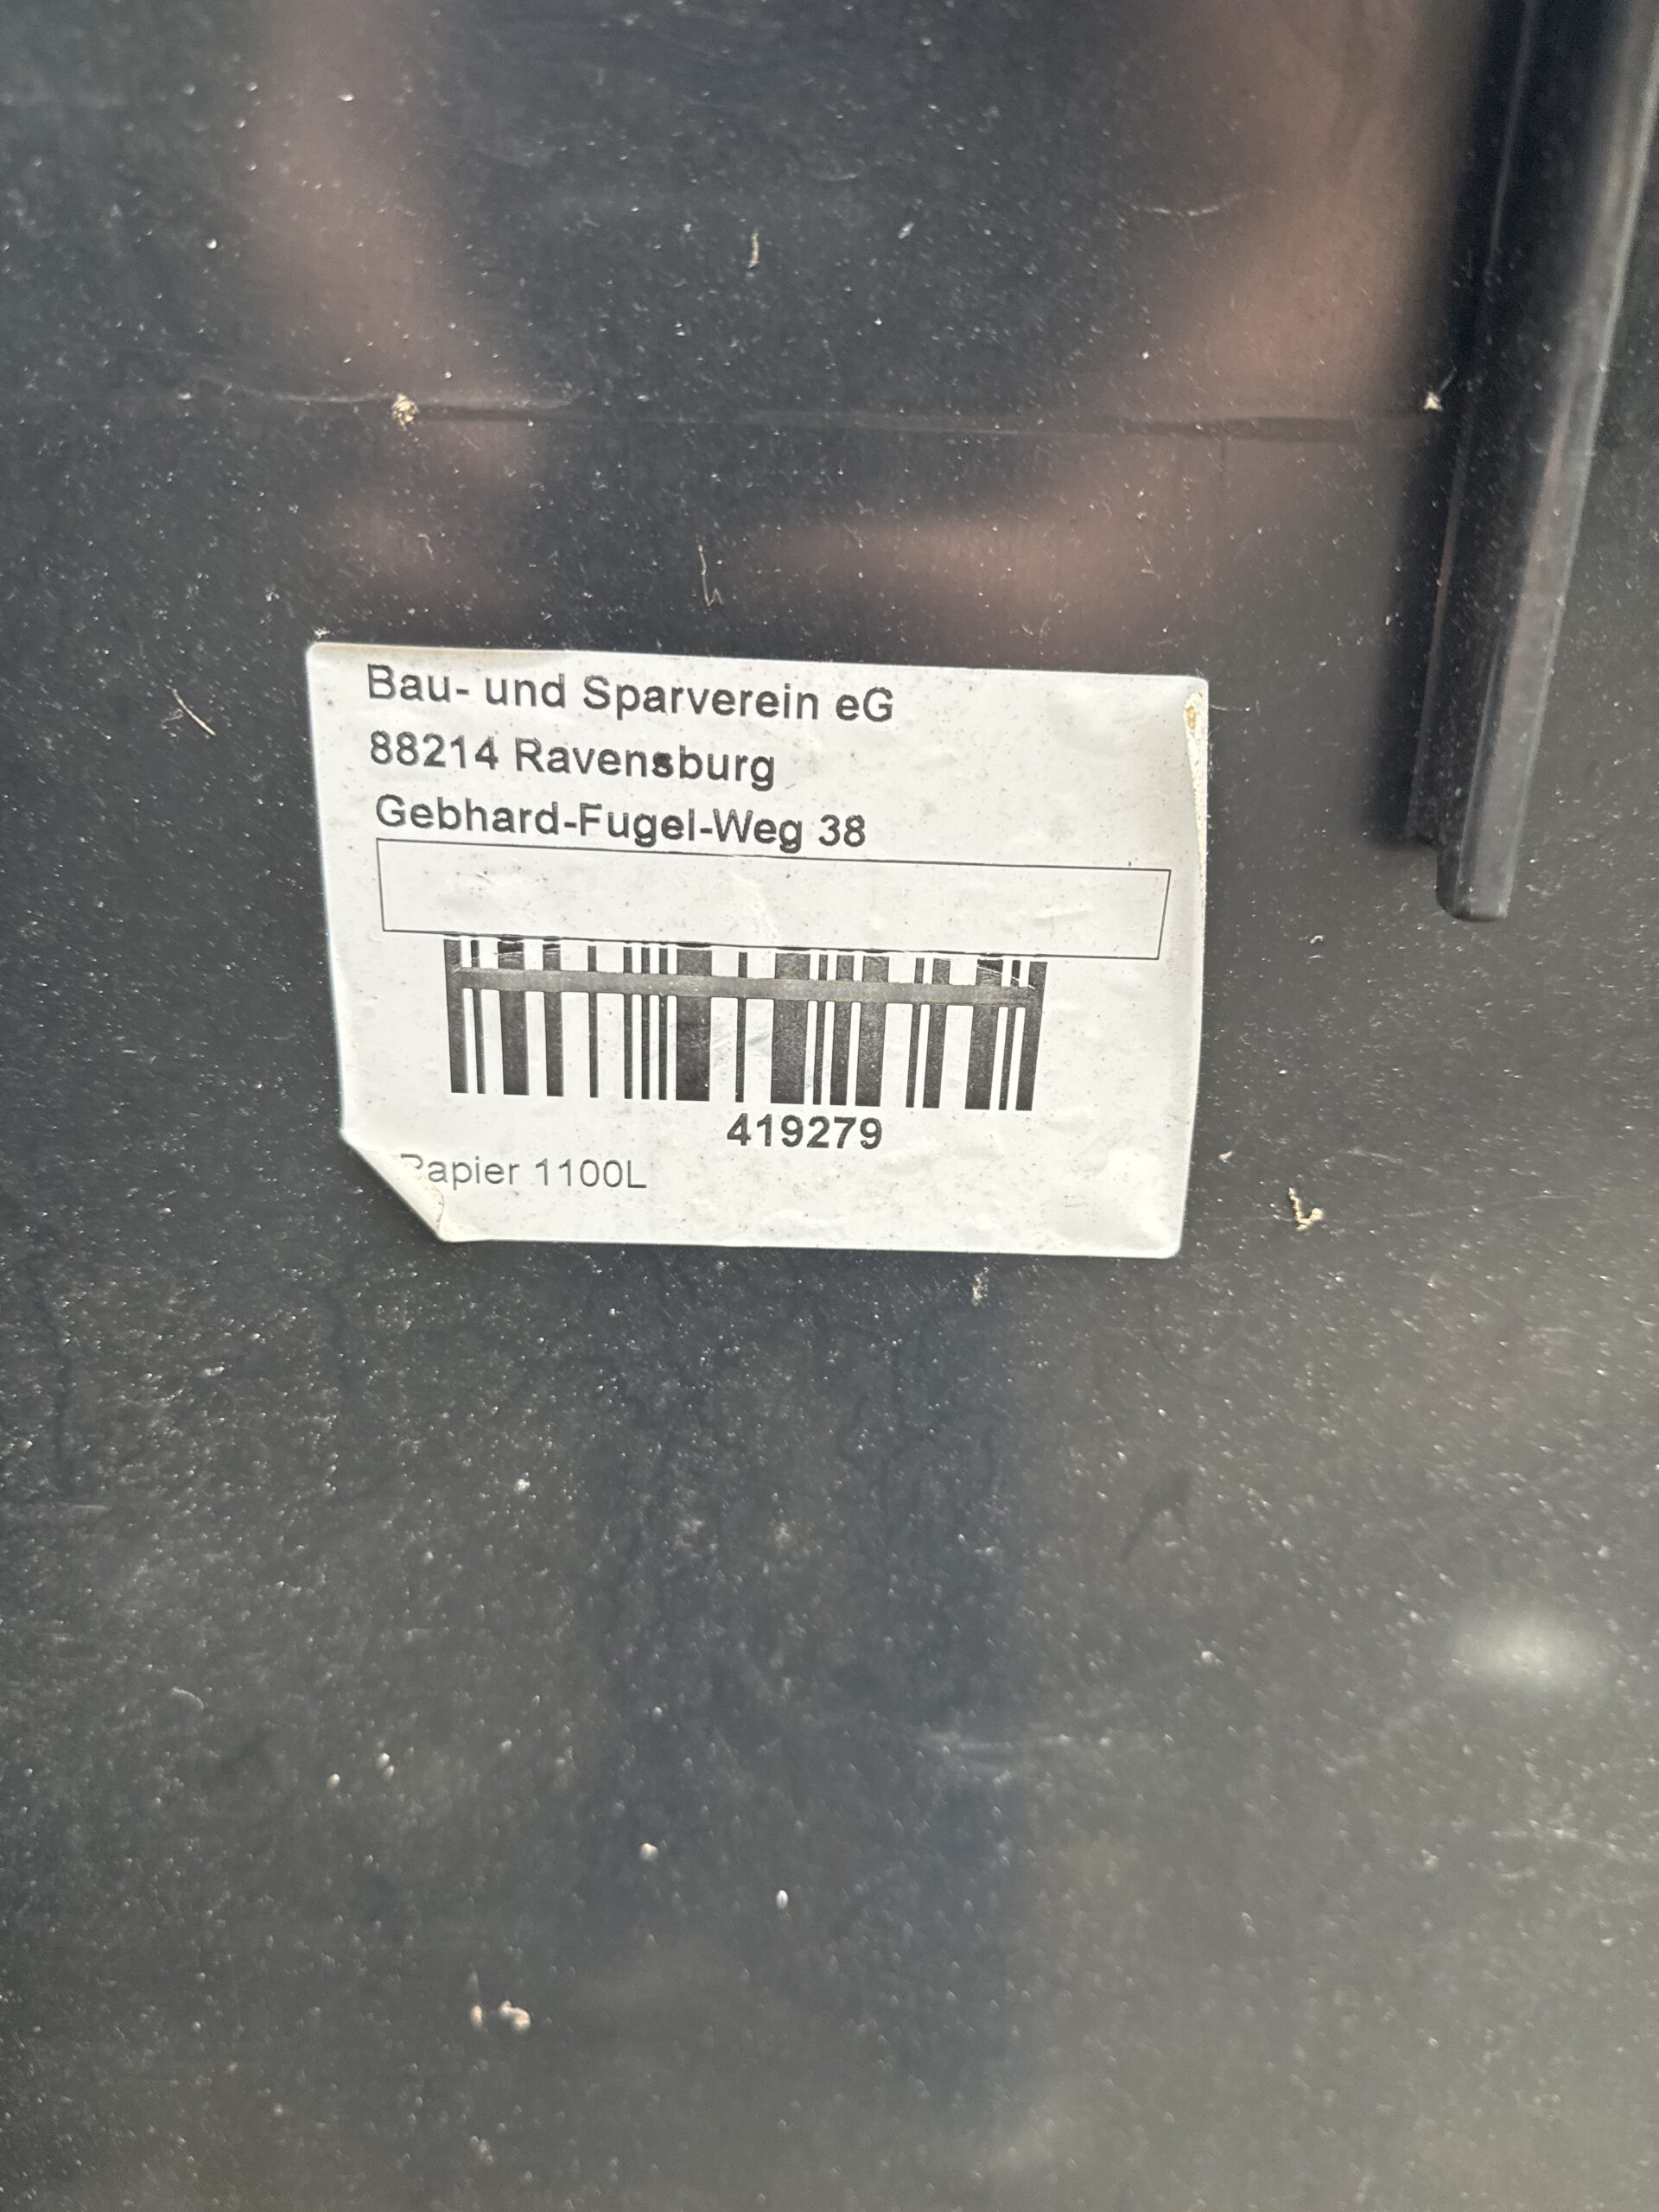 Bau- und Sparverein eG
88214 Ravensburg
Gebhard-Fugel-Weg 38
419279
Papier 1100L